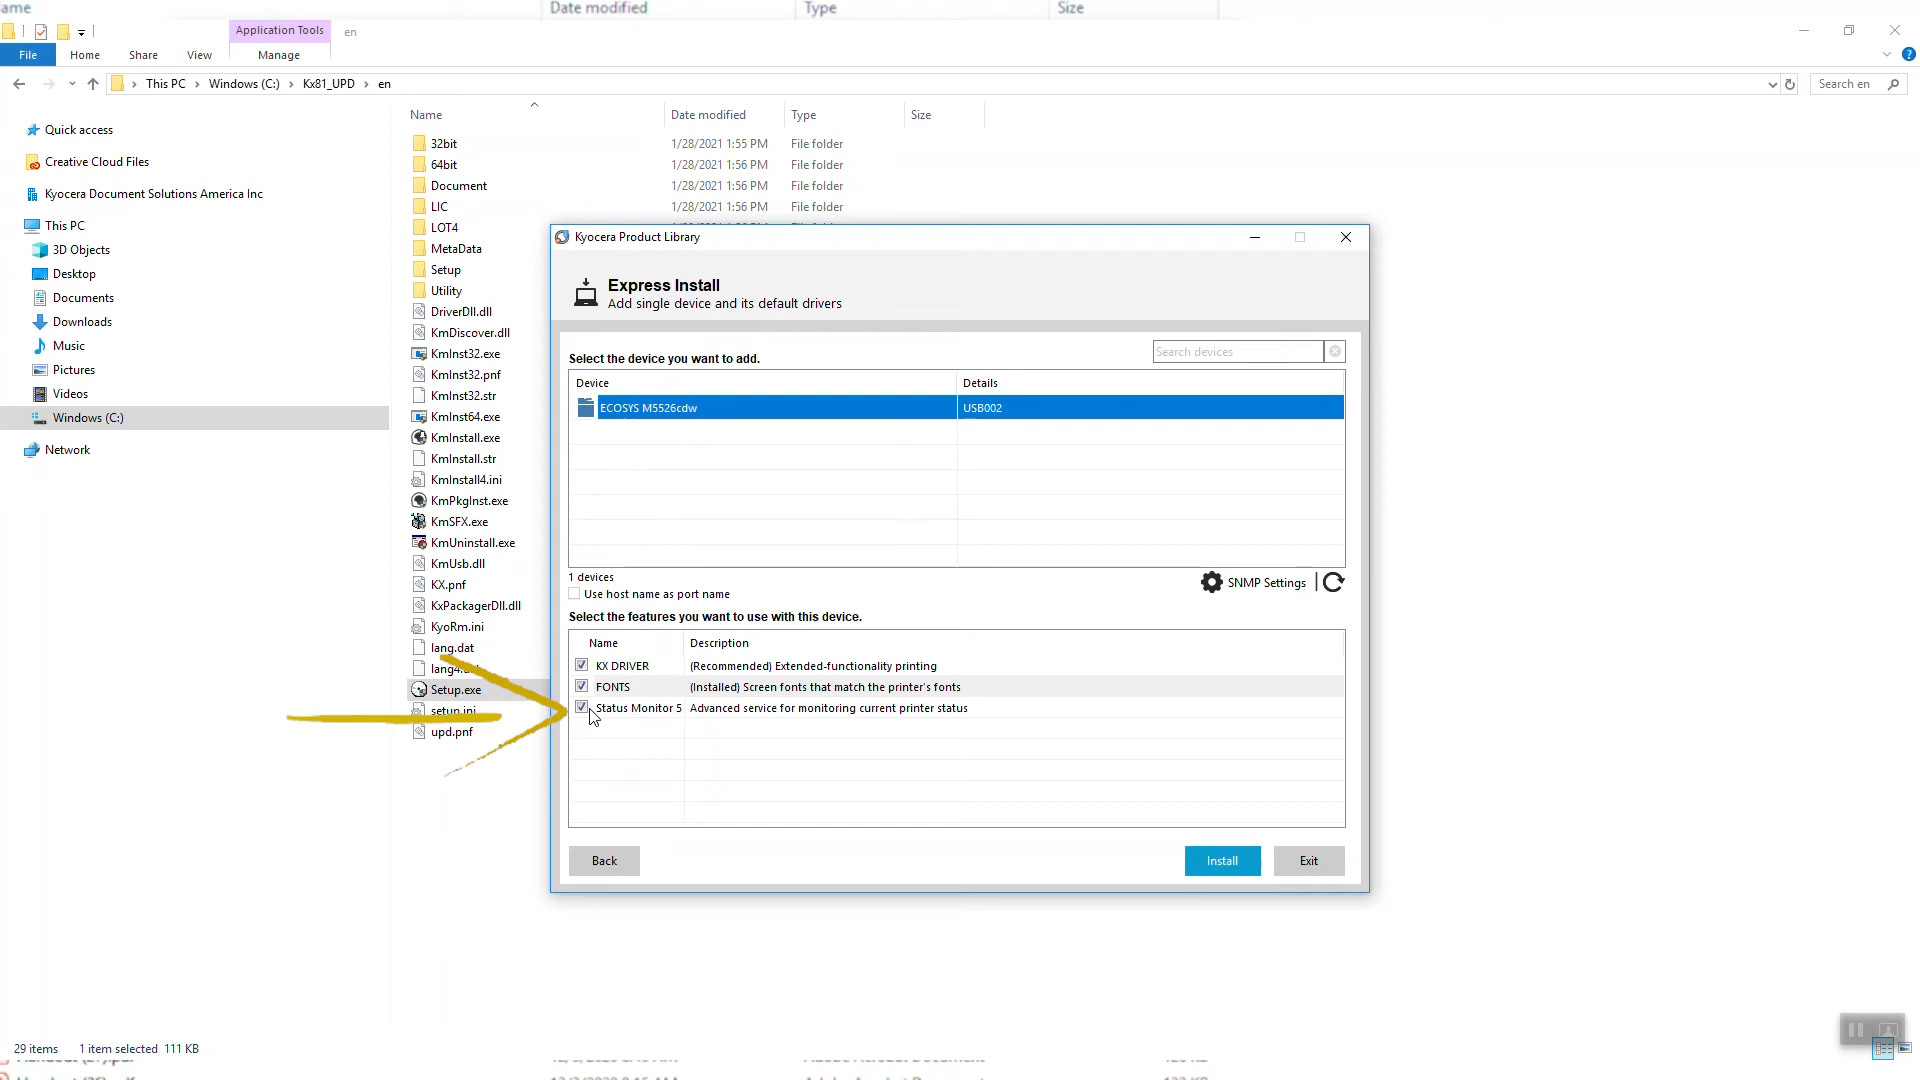 ame Date modified Type Size
Application Tools en
File Home Share View Manage
This PC Windows (C:) Kx81_UPD en Search en
Name Date modified Type Size
Quick access
Creative Cloud Files
Kyocera Document Solutions America Inc
This PC
3D Objects
Desktop
Documents
Downloads
Music
Pictures
Videos
Windows (C:)
Network
32bit 1/28/2021 1:55 PM File folder
64bit 1/28/2021 1:56 PM File folder
Document 1/28/2021 1:56 PM File folder
LIC 1/28/2021 1:56 PM File folder
LOT4
MetaData
Setup
Utility
DriverDll.dll
KmDiscover.dll
KmInst32.exe
KmInst32.pnf
KmInst32.str
KmInst64.exe
KmInstall.exe
KmInstall.str
KmInstall4.ini
KmPkgInst.exe
KmSFX.exe
KmUninstall.exe
KmUsb.dll
KX.pnf
KxPackagerDll.dll
KyoRm.ini
lang.dat
Setup.exe
setup.ini
upd.pnf
Kyocera Product Library
Express Install
Add single device and its default drivers
Select the device you want to add.
Search devices
Device Details
ECOSYS M5526cdw USB002
1 devices
SNMP Settings
Use host name as port name
Select the features you want to use with this device.
Name Description
KX DRIVER (Recommended) Extended-functionality printing
FONTS (Installed) Screen fonts that match the printer's fonts
Status Monitor 5 Advanced service for monitoring current printer status
Back Install Exit
29 items 1 item selected 111 KB